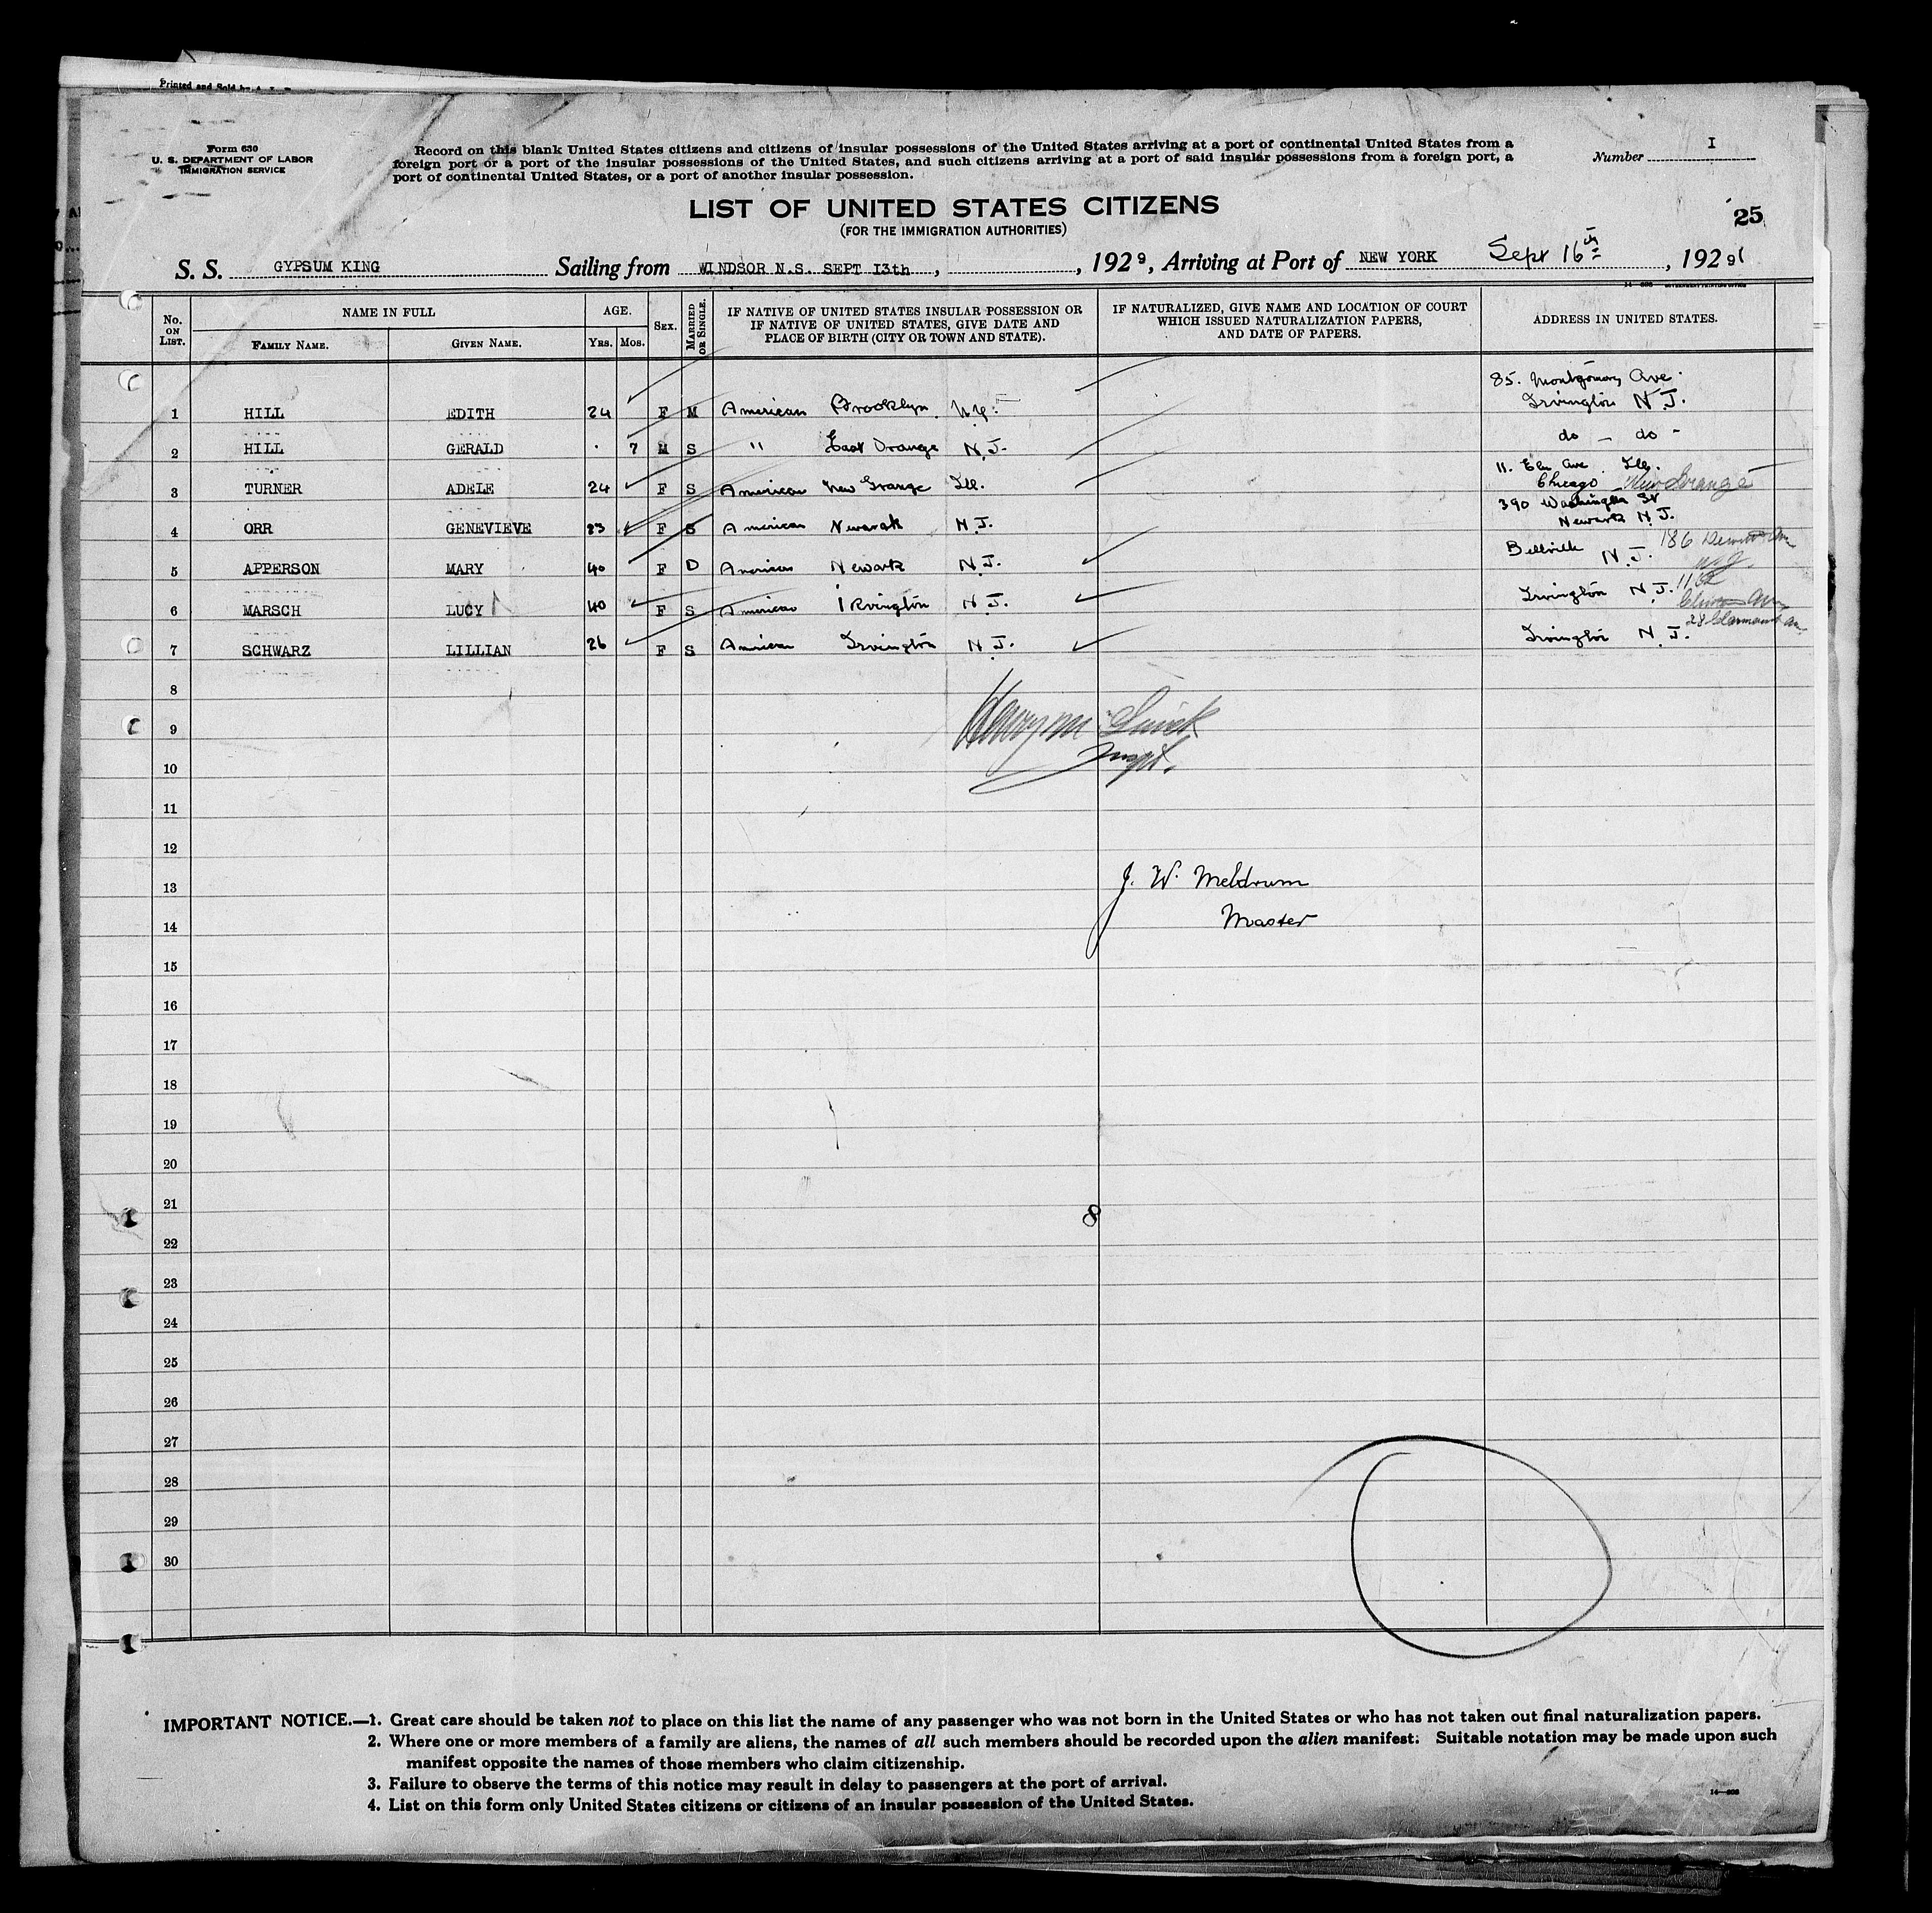 Printed and Sold by
Form 630
U. S. DEPARTMENT OF LABOR
IMMIGRATION SERVICE
Record on this blank United States citizens and citizens of insular possessions of the United States arriving at a port of continental United States from a
foreign port or a port of the insular possessions of the United States, and such citizens arriving at a port of said insular possessions from a foreign port, a
port of continental United States, or a port of another insular possession.
Number I
LIST OF UNITED STATES CITIZENS
(FOR THE IMMIGRATION AUTHORITIES)
25
S. S. GYPSUM KING Sailing from WINDSOR N.S. SEPT 13th, , 1929, Arriving at Port of NEW YORK Sept 16th, 1929
No. ON LIST. NAME IN FULL FAMILY NAME. GIVEN NAME. AGE. YRS. MOS. SEX. MARRIED OR SINGLE. IF NATIVE OF UNITED STATES INSULAR POSSESSION OR IF NATIVE OF UNITED STATES, GIVE DATE AND PLACE OF BIRTH (CITY OR TOWN AND STATE). IF NATURALIZED, GIVE NAME AND LOCATION OF COURT WHICH ISSUED NATURALIZATION PAPERS, AND DATE OF PAPERS. ADDRESS IN UNITED STATES.
85. Montgomery Ave.
1 HILL EDITH 24 F M American Brooklyn. N.Y. Irvington N.J.
2 HILL GERALD 7 M S " East Orange N.J. do - do -
11. Elm Ave. Ill.
3 TURNER ADELE 24 F S American New Grange Ill. Chicago
390 Washington St
4 ORR GENEVIEVE 23 F S American Newark N.J. Newark N.J.
5 APPERSON MARY 40 F D American Newark N.J. Bellville N.J. 186
6 MARSCH LUCY 40 F S American Irvington N.J. Irvington N.J. 1162
7 SCHWARZ LILLIAN 26 F S American Irvington N.J. Irvington N.J. 28
8
9
Inspt.
10
11
12
13 J. W. Meldrum
14 Master
15
16
17
18
19
20
21
8
22
23
24
25
26
27
28
29
30
IMPORTANT NOTICE.—1. Great care should be taken not to place on this list the name of any passenger who was not born in the United States or who has not taken out final naturalization papers.
2. Where one or more members of a family are aliens, the names of all such members should be recorded upon the alien manifest: Suitable notation may be made upon such
manifest opposite the names of those members who claim citizenship.
3. Failure to observe the terms of this notice may result in delay to passengers at the port of arrival.
4. List on this form only United States citizens or citizens of an insular possession of the United States.